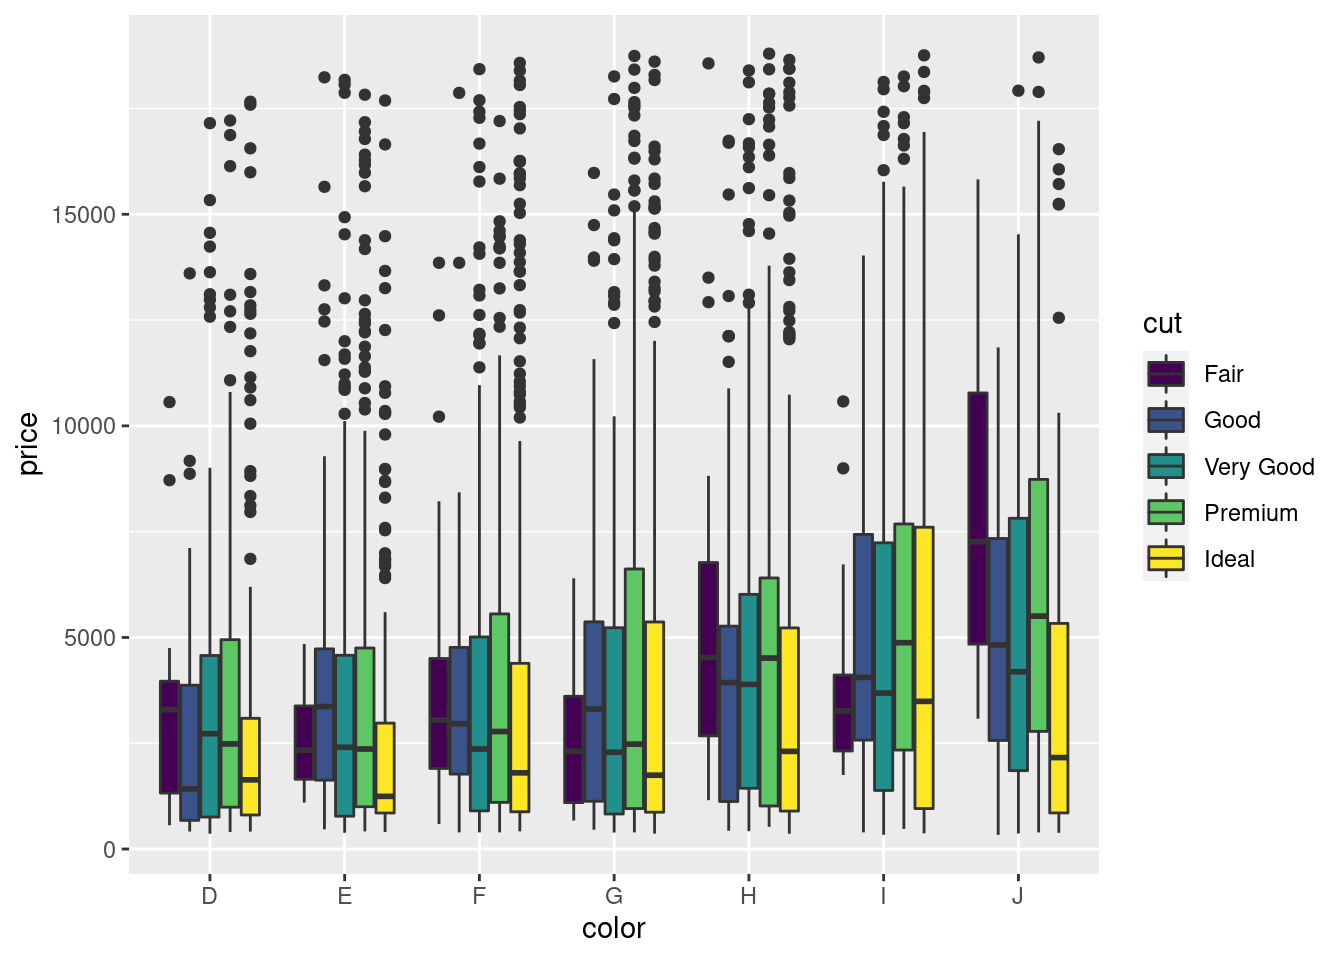 price
15000
10000
5000
0
D E F G H I J
color
cut
Fair
Good
Very Good
Premium
Ideal